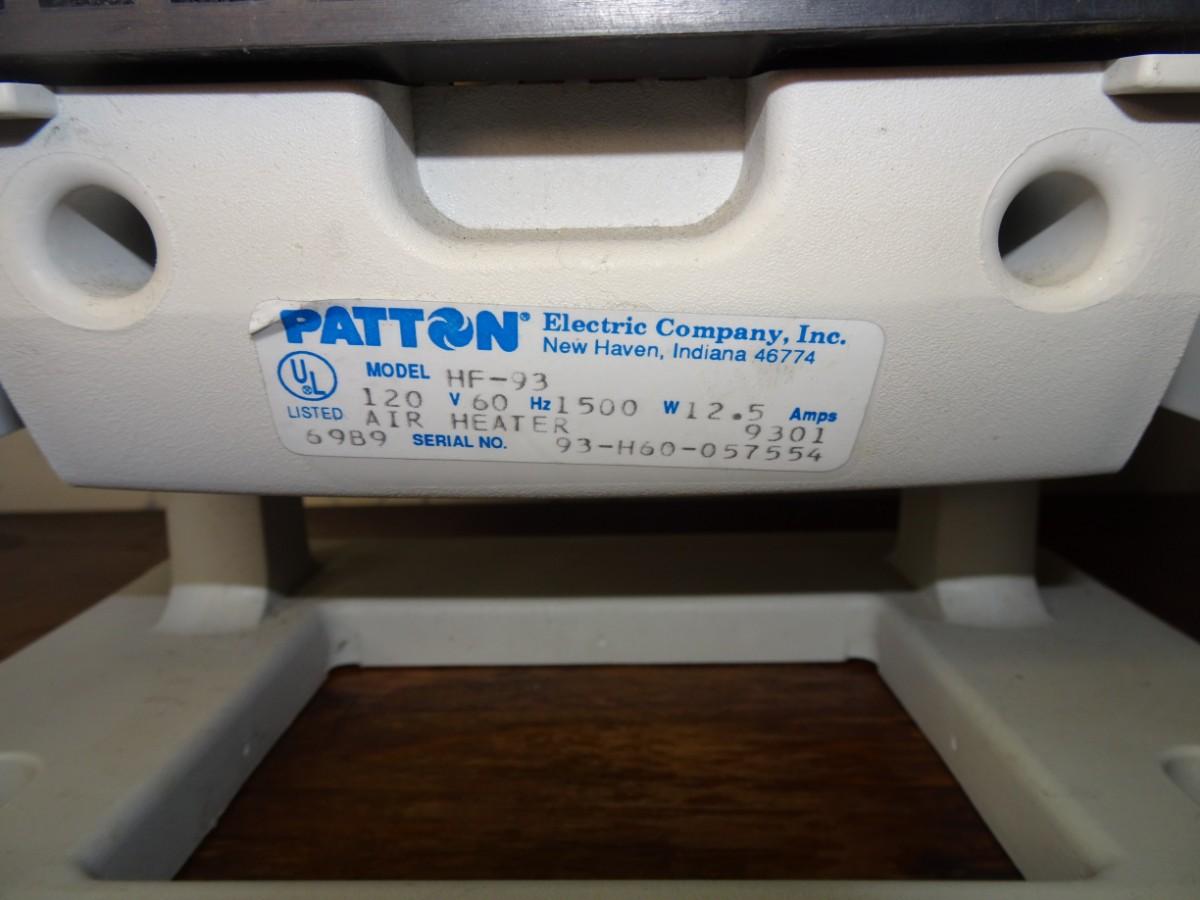 PATTON® Electric Company, Inc.
New Haven, Indiana 46774
UL MODEL HF-93
120 V 60 Hz 1500 W 12.5 Amps
LISTED AIR HEATER 9301
69B9 SERIAL NO. 93-H60-057554